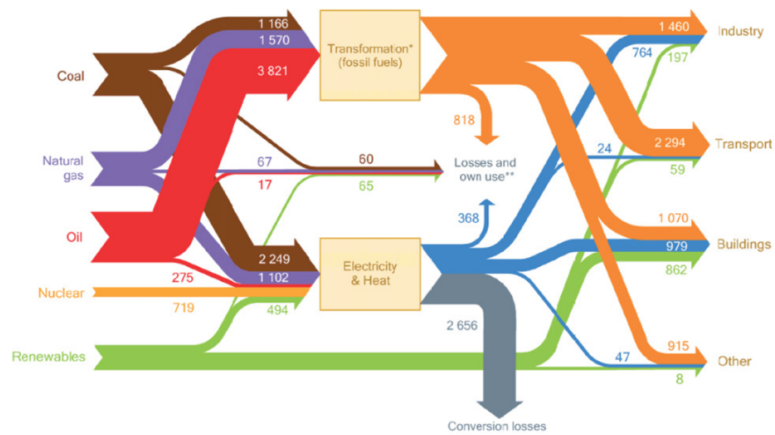 1 166
1 570
3 821
Transformation*
(fossil fuels)
1 460
Industry
764
197
Coal
818
24
2 294
Transport
59
Natural
gas
67
60
17
65
Losses and
own use**
368
Oil
2 249
1 102
275
Electricity
& Heat
1 070
979
Buildings
862
Nuclear
719
494
2 656
Renewables
915
47
Other
8
Conversion losses